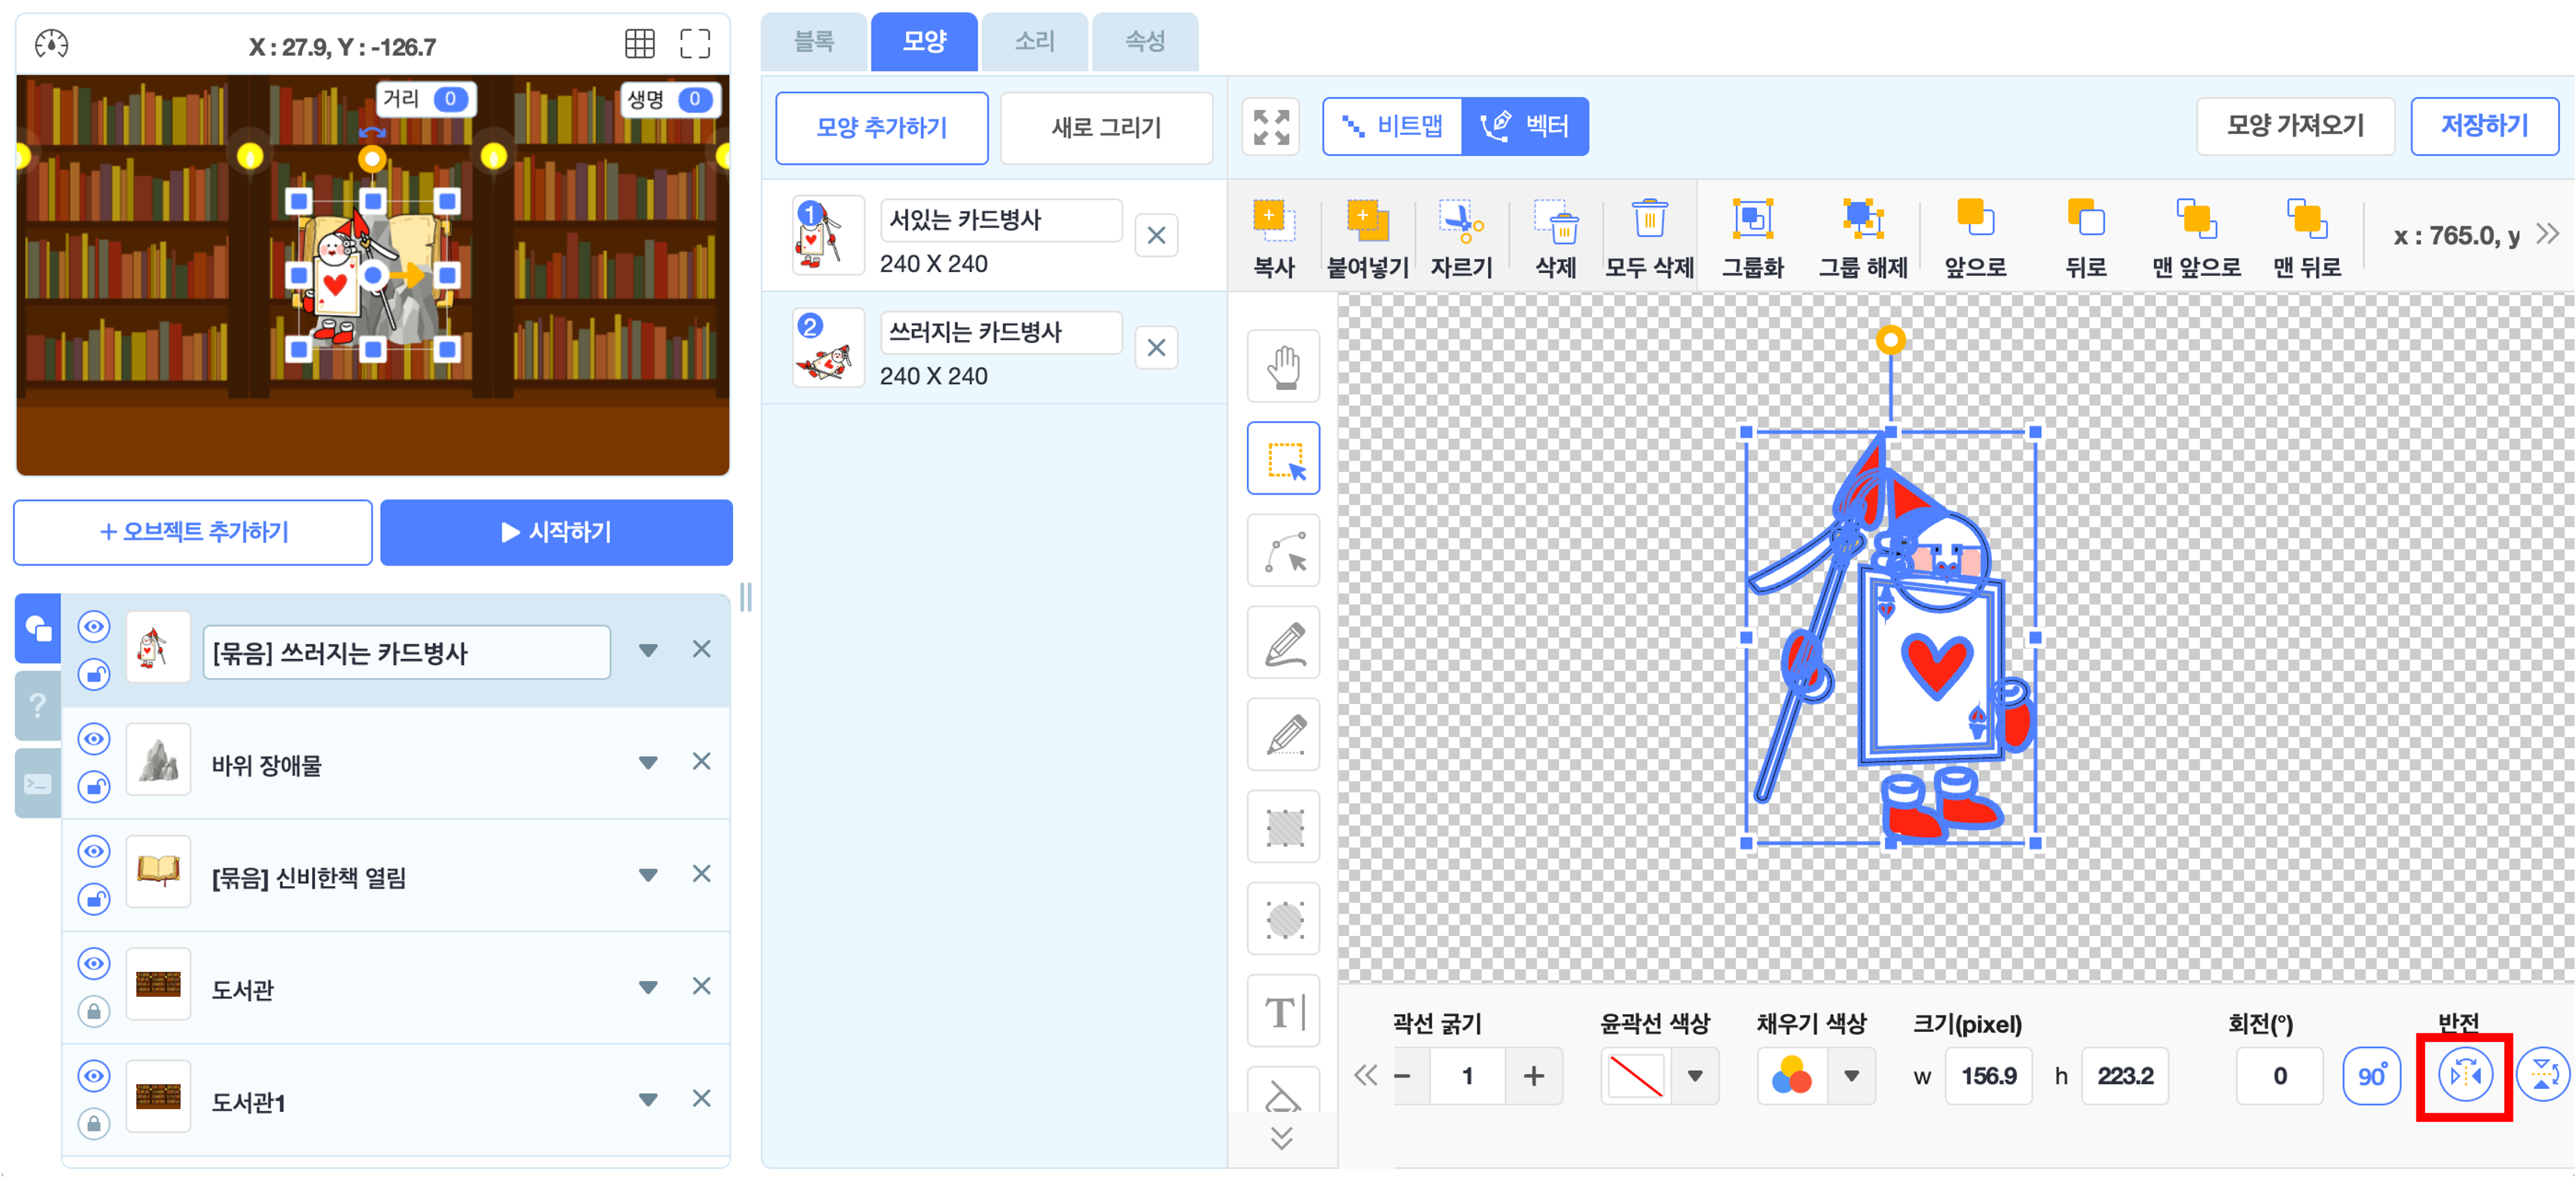 X : 27.9, Y : -126.7
거리 0
생명 0
+ 오브젝트 추가하기
시작하기
[묶음] 쓰러지는 카드병사
바위 장애물
[묶음] 신비한책 열림
도서관
도서관1
?
>_
블록
모양
소리
속성
모양 추가하기
새로 그리기
1
서있는 카드병사
240 X 240
2
쓰러지는 카드병사
240 X 240
비트맵
벡터
모양 가져오기
저장하기
복사
붙여넣기
자르기
삭제
모두 삭제
그룹화
그룹 해제
앞으로
뒤로
맨 앞으로
맨 뒤로
x : 765.0, y
T
곽선 굵기
− 1 +
윤곽선 색상
채우기 색상
크기(pixel)
w 156.9 h 223.2
회전(°)
0
90°
반전